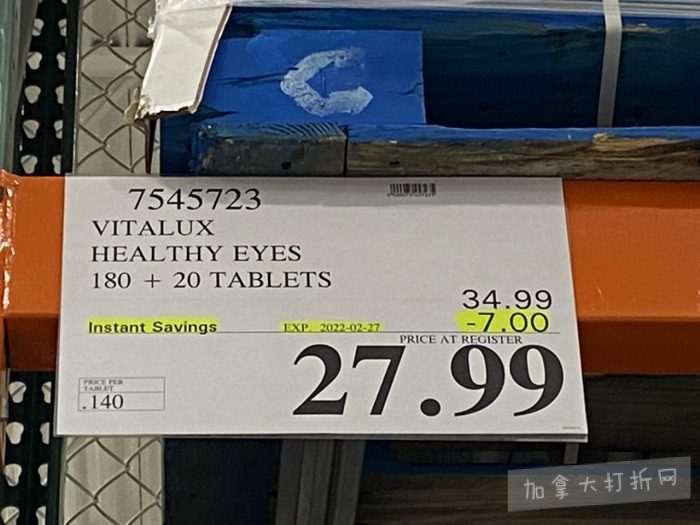 C
7545723
VITALUX
HEALTHY EYES
180 + 20 TABLETS
34.99
Instant Savings EXP. 2022-02-27 -7.00
PRICE AT REGISTER
27.99
PRICE PER
TABLET
.140
加拿大打折网